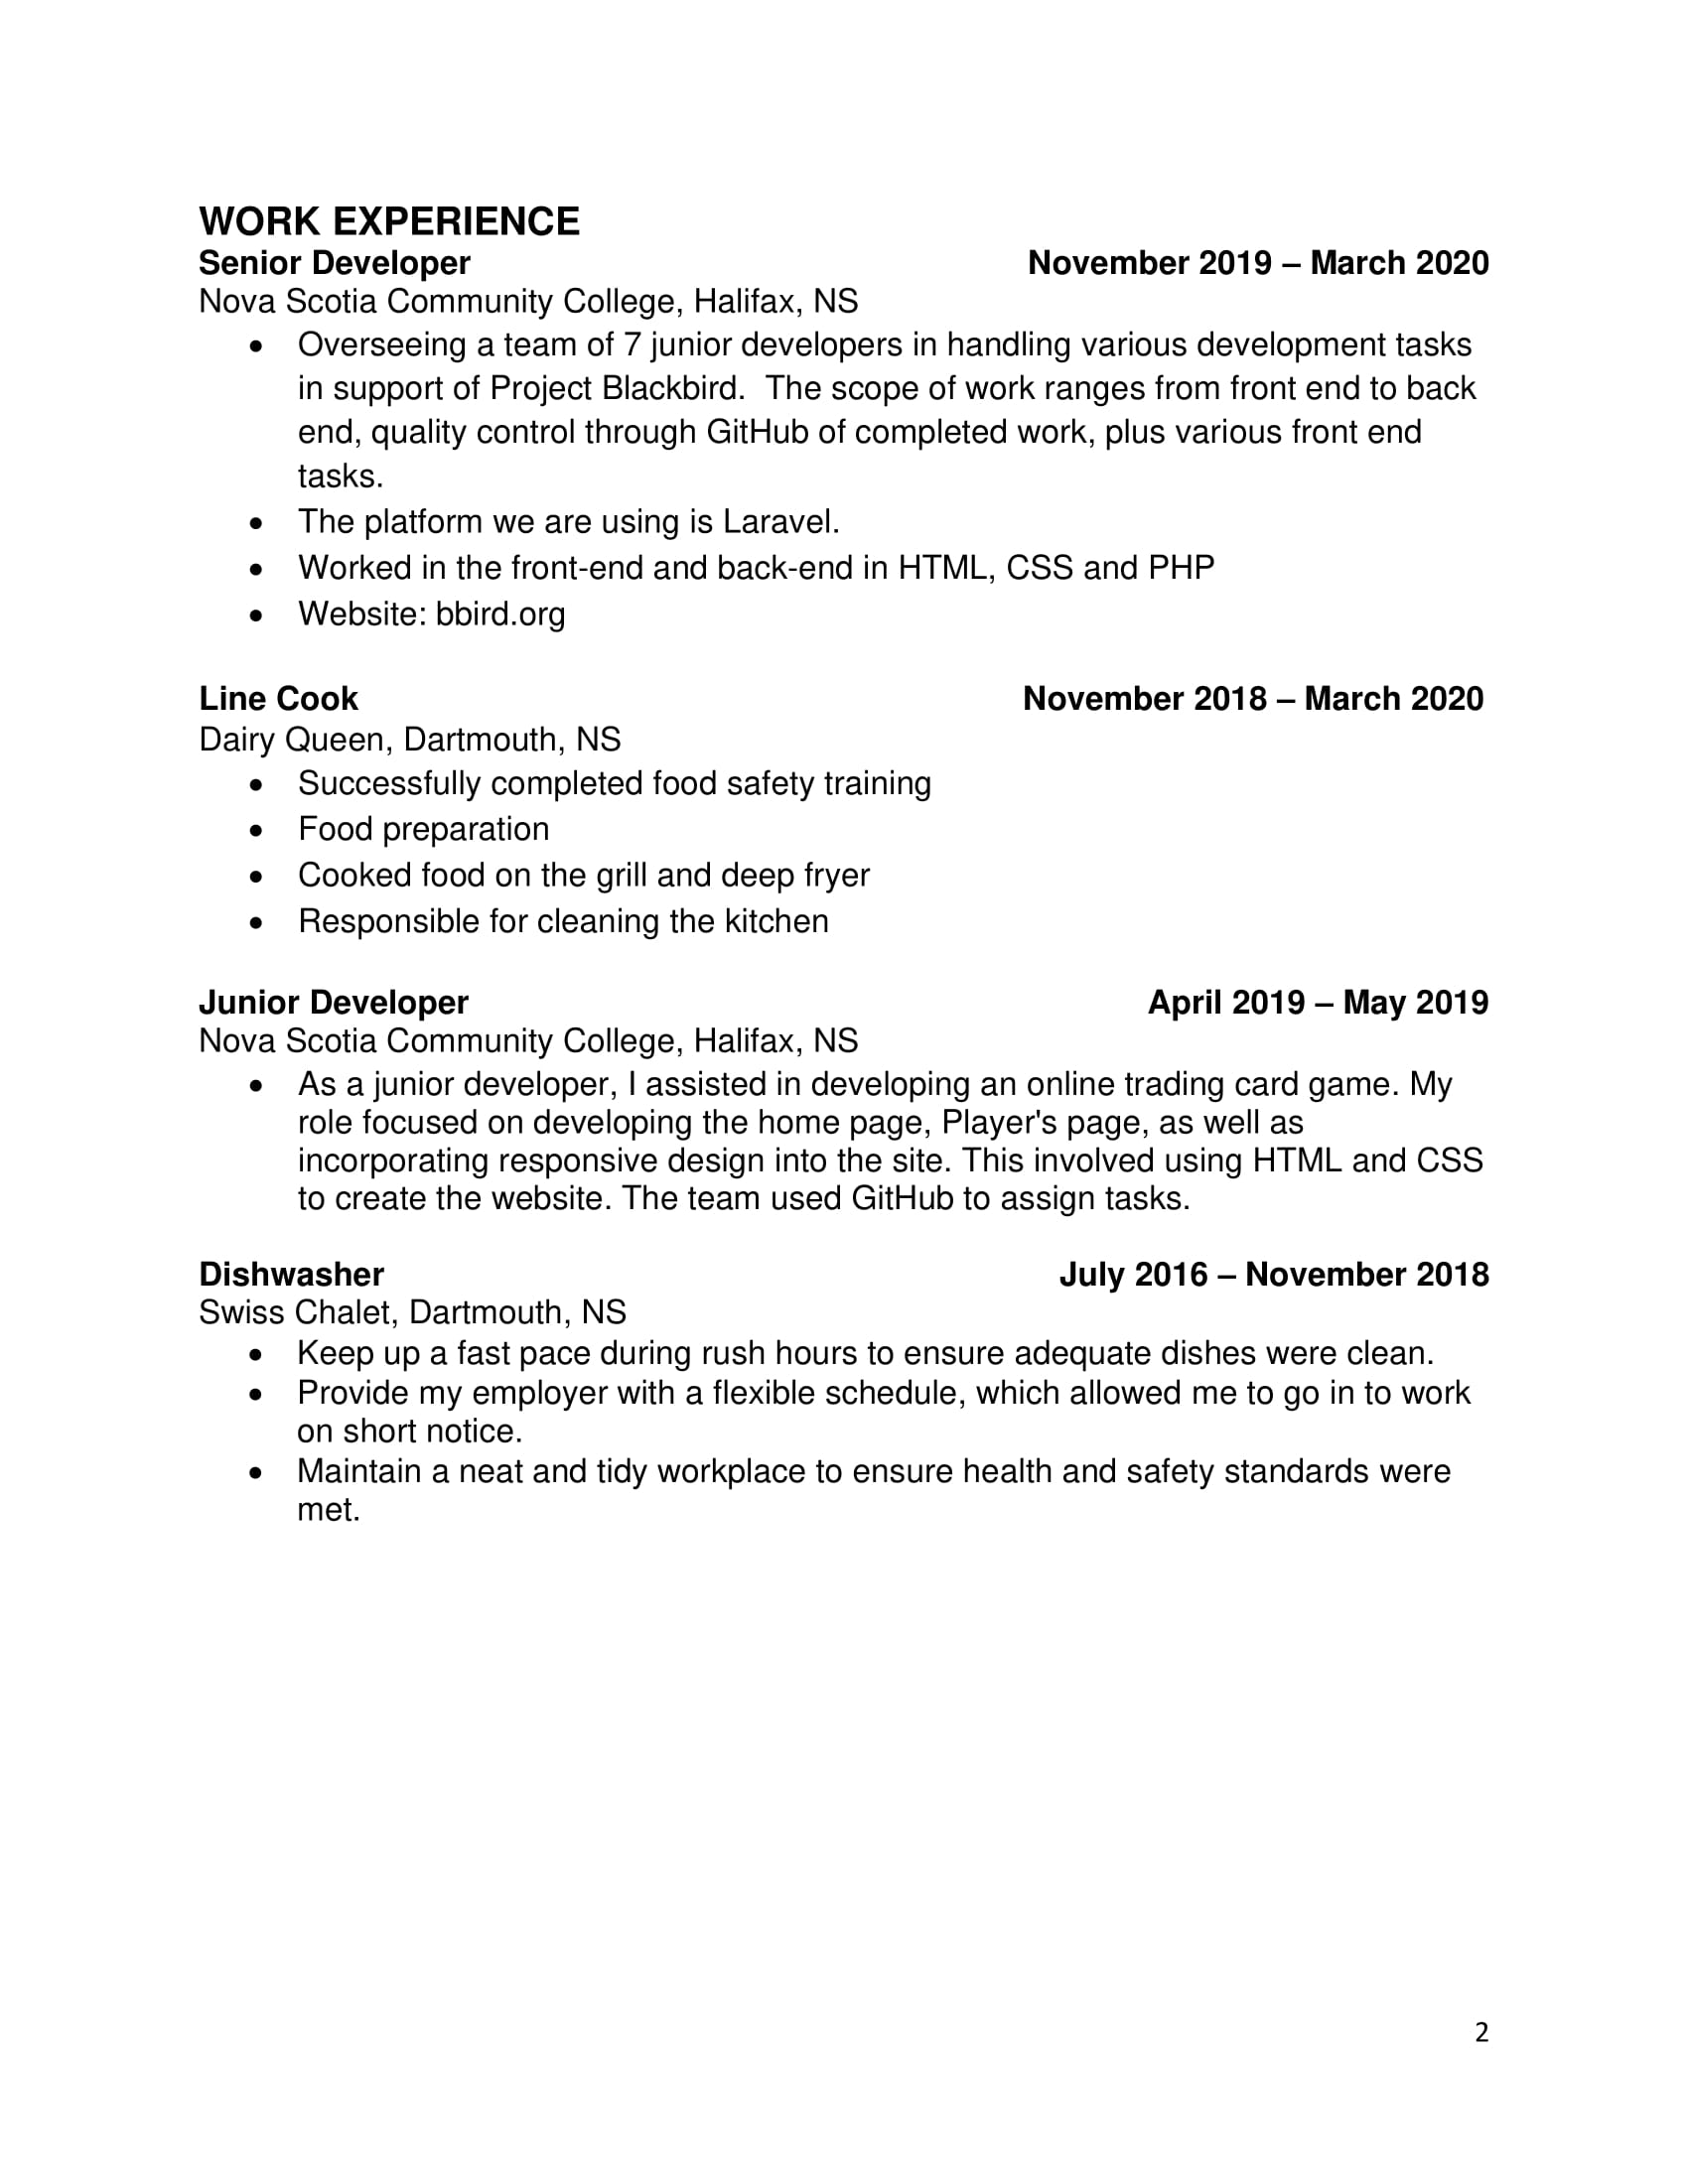 WORK EXPERIENCE
Senior Developer November 2019 – March 2020
Nova Scotia Community College, Halifax, NS
• Overseeing a team of 7 junior developers in handling various development tasks
in support of Project Blackbird.  The scope of work ranges from front end to back
end, quality control through GitHub of completed work, plus various front end
tasks.
• The platform we are using is Laravel.
• Worked in the front-end and back-end in HTML, CSS and PHP
• Website: bbird.org
Line Cook November 2018 – March 2020
Dairy Queen, Dartmouth, NS
• Successfully completed food safety training
• Food preparation
• Cooked food on the grill and deep fryer
• Responsible for cleaning the kitchen
Junior Developer April 2019 – May 2019
Nova Scotia Community College, Halifax, NS
• As a junior developer, I assisted in developing an online trading card game. My
role focused on developing the home page, Player's page, as well as
incorporating responsive design into the site. This involved using HTML and CSS
to create the website. The team used GitHub to assign tasks.
Dishwasher July 2016 – November 2018
Swiss Chalet, Dartmouth, NS
• Keep up a fast pace during rush hours to ensure adequate dishes were clean.
• Provide my employer with a flexible schedule, which allowed me to go in to work
on short notice.
• Maintain a neat and tidy workplace to ensure health and safety standards were
met.
2